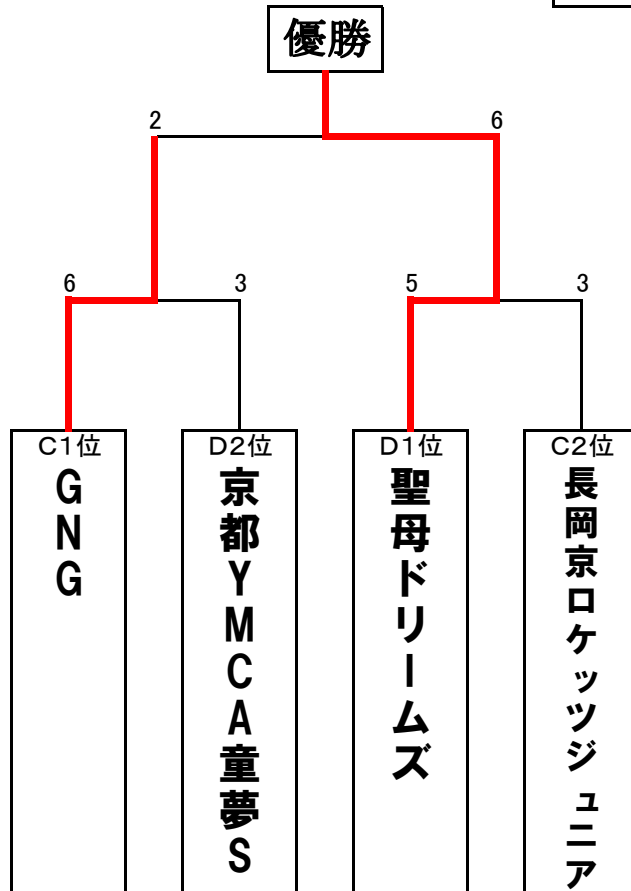 優勝
2
6
6
3
5
3
C1位
D2位
D1位
C2位
GNG
京都YMCA童夢S
聖母ドリームズ
長岡京ロケッツジュニア